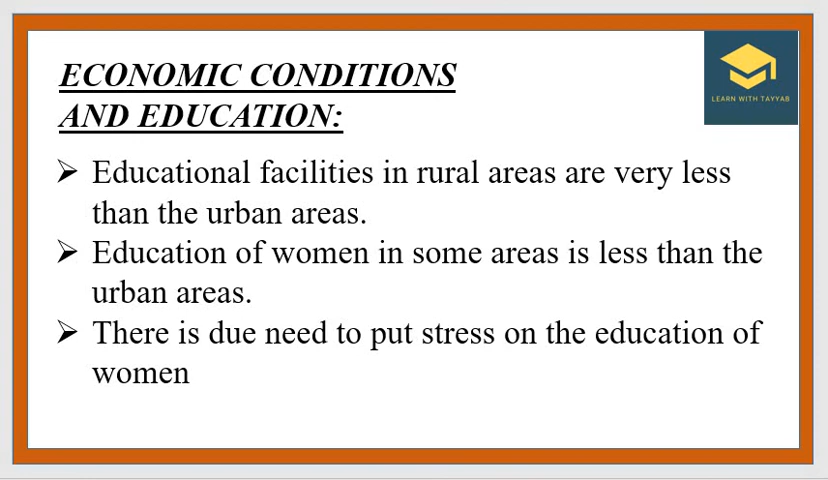 ECONOMIC CONDITIONS
AND EDUCATION:
LEARN WITH TAYYAB
➢ Educational facilities in rural areas are very less
than the urban areas.
➢ Education of women in some areas is less than the
urban areas.
➢ There is due need to put stress on the education of
women